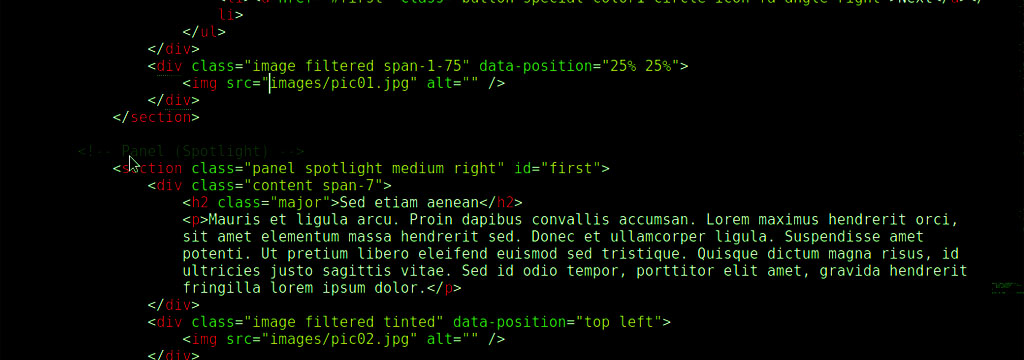 li>
</ul>
</div>
<div class="image filtered span-1-75" data-position="25% 25%">
<img src="images/pic01.jpg" alt="" />
</div>
</section>
<!-- Panel (Spotlight) -->
<section class="panel spotlight medium right" id="first">
<div class="content span-7">
<h2 class="major">Sed etiam aenean</h2>
<p>Mauris et ligula arcu. Proin dapibus convallis accumsan. Lorem maximus hendrerit orci,
sit amet elementum massa hendrerit sed. Donec et ullamcorper ligula. Suspendisse amet
potenti. Ut pretium libero eleifend euismod sed tristique. Quisque dictum magna risus, id
ultricies justo sagittis vitae. Sed id odio tempor, porttitor elit amet, gravida hendrerit
fringilla lorem ipsum dolor.</p>
</div>
<div class="image filtered tinted" data-position="top left">
<img src="images/pic02.jpg" alt="" />
</div>